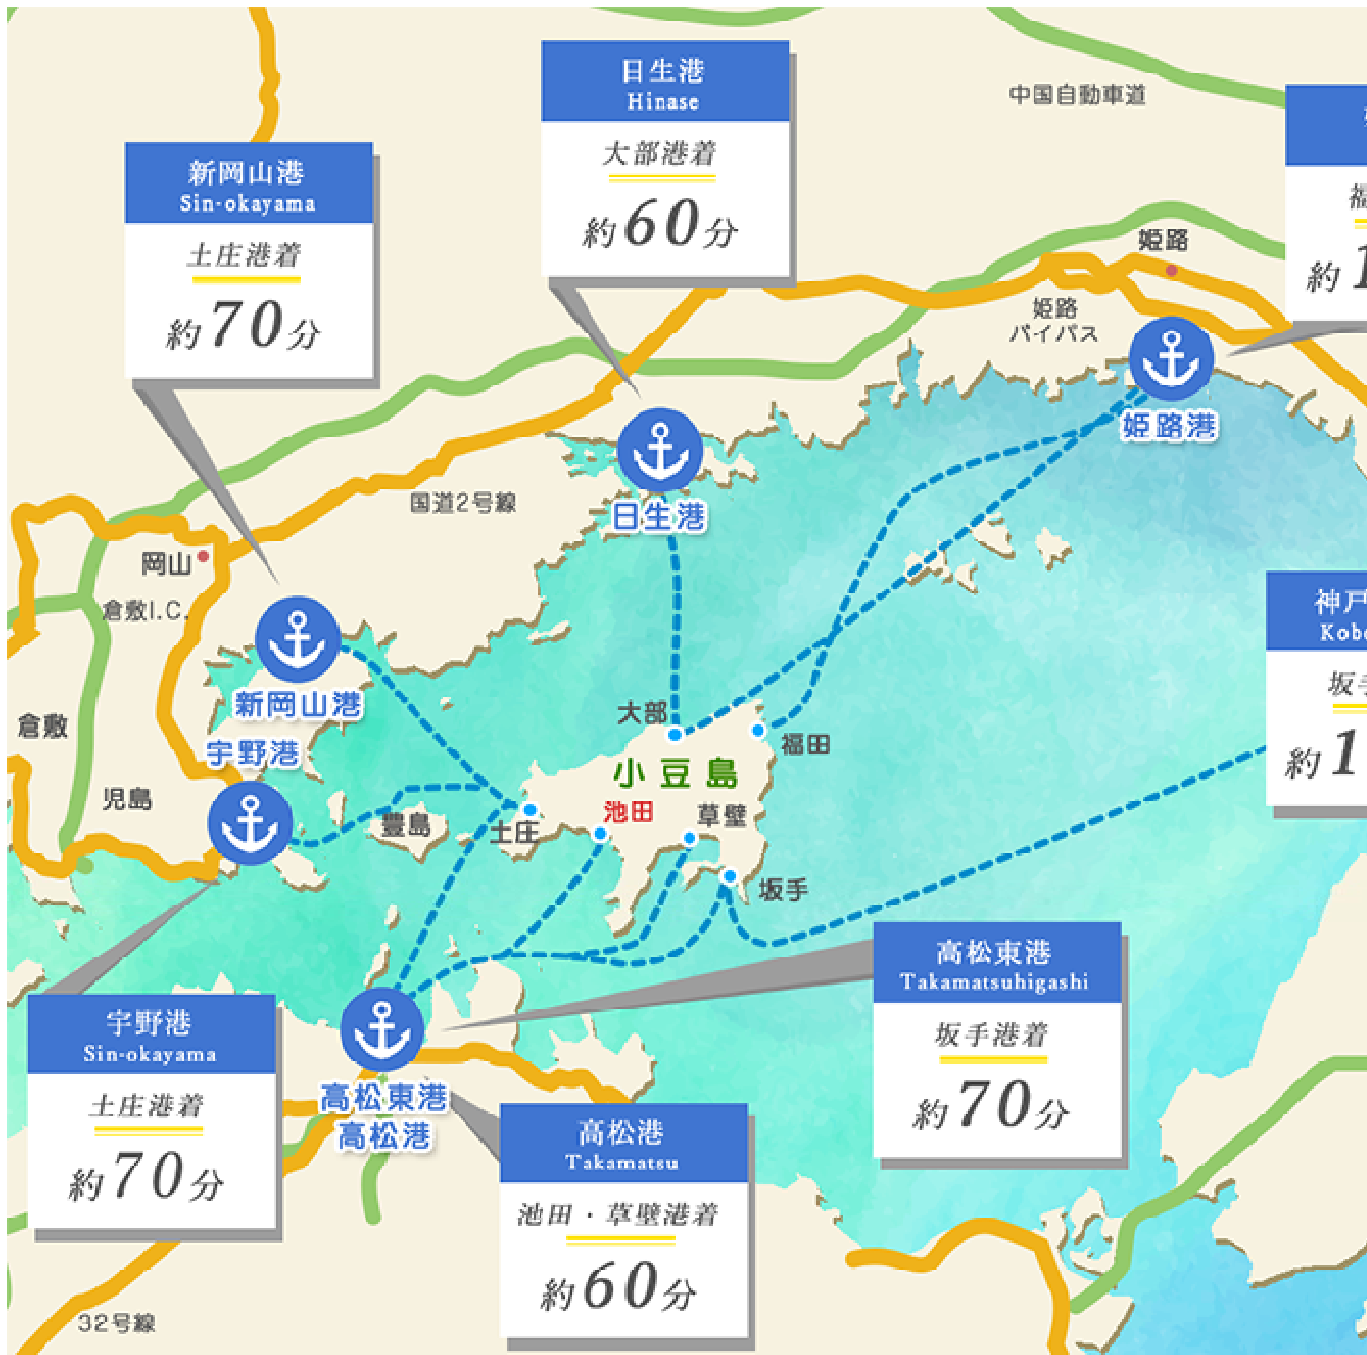 日生港
Hinase
大部港着
約60分
中国自動車道
新岡山港
Sin-okayama
土庄港着
約70分
福
約1
姫路
姫路
バイパス
姫路港
国道2号線
日生港
岡山
倉敷I.C.
新岡山港
宇野港
倉敷
児島
豊島
土庄
大部
小豆島
池田
草壁
福田
坂手
神戸
Kobe
坂手
約1
高松東港
Takamatsuhigashi
坂手港着
約70分
宇野港
Sin-okayama
土庄港着
約70分
高松東港
高松港
高松港
Takamatsu
池田・草壁港着
約60分
32号線